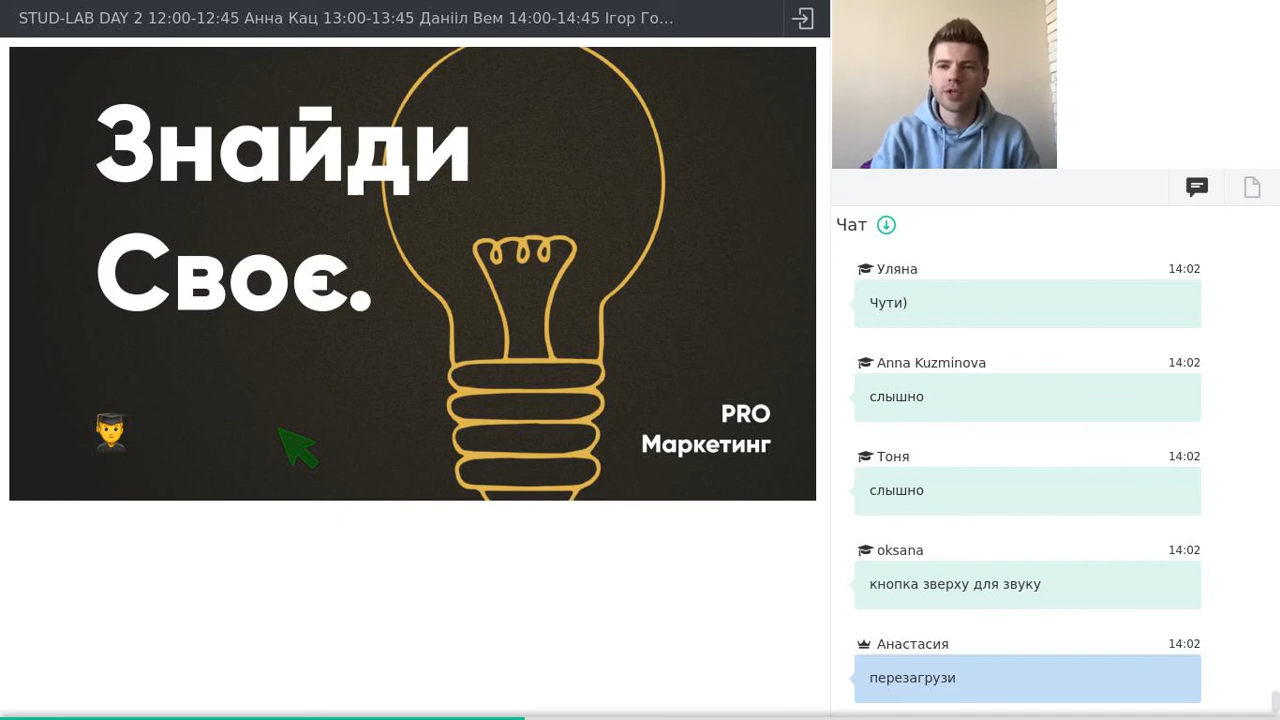 STUD-LAB DAY 2 12:00-12:45 Анна Кац 13:00-13:45 Данііл Вем 14:00-14:45 Ігор Го...
Знайди
Своє.
PRO
Маркетинг
Чат
Уляна 14:02
Чути)
Anna Kuzminova 14:02
слышно
Тоня 14:02
слышно
oksana 14:02
кнопка зверху для звуку
Анастасия 14:02
перезагрузи